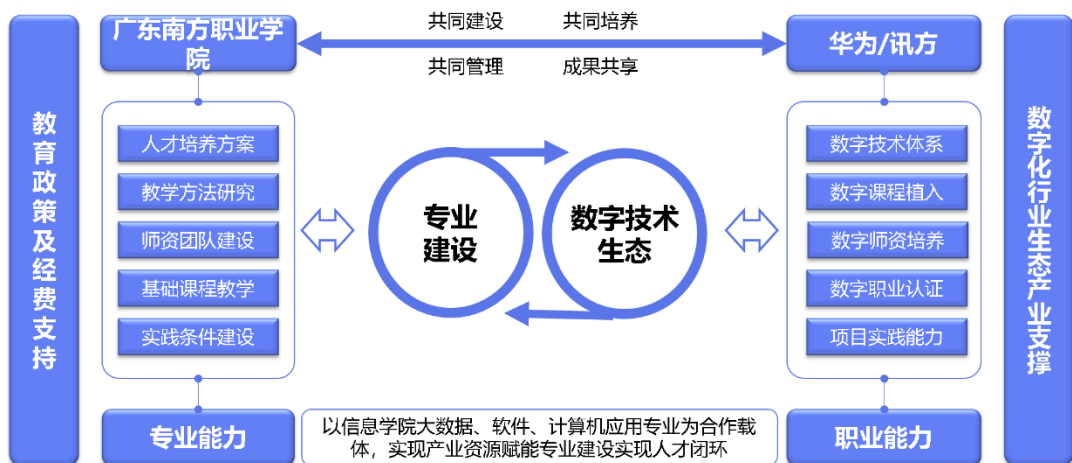 教育政策及经费支持
广东南方职业学
院
共同建设 共同培养
共同管理 成果共享
华为/讯方
人才培养方案
教学方法研究
师资团队建设
基础课程教学
实践条件建设
专业
建设
数字技术
生态
数字技术体系
数字课程植入
数字师资培养
数字职业认证
项目实践能力
专业能力
以信息学院大数据、软件、计算机应用专业为合作载
体，实现产业资源赋能专业建设实现人才闭环
职业能力
数字化行业生态产业支撑